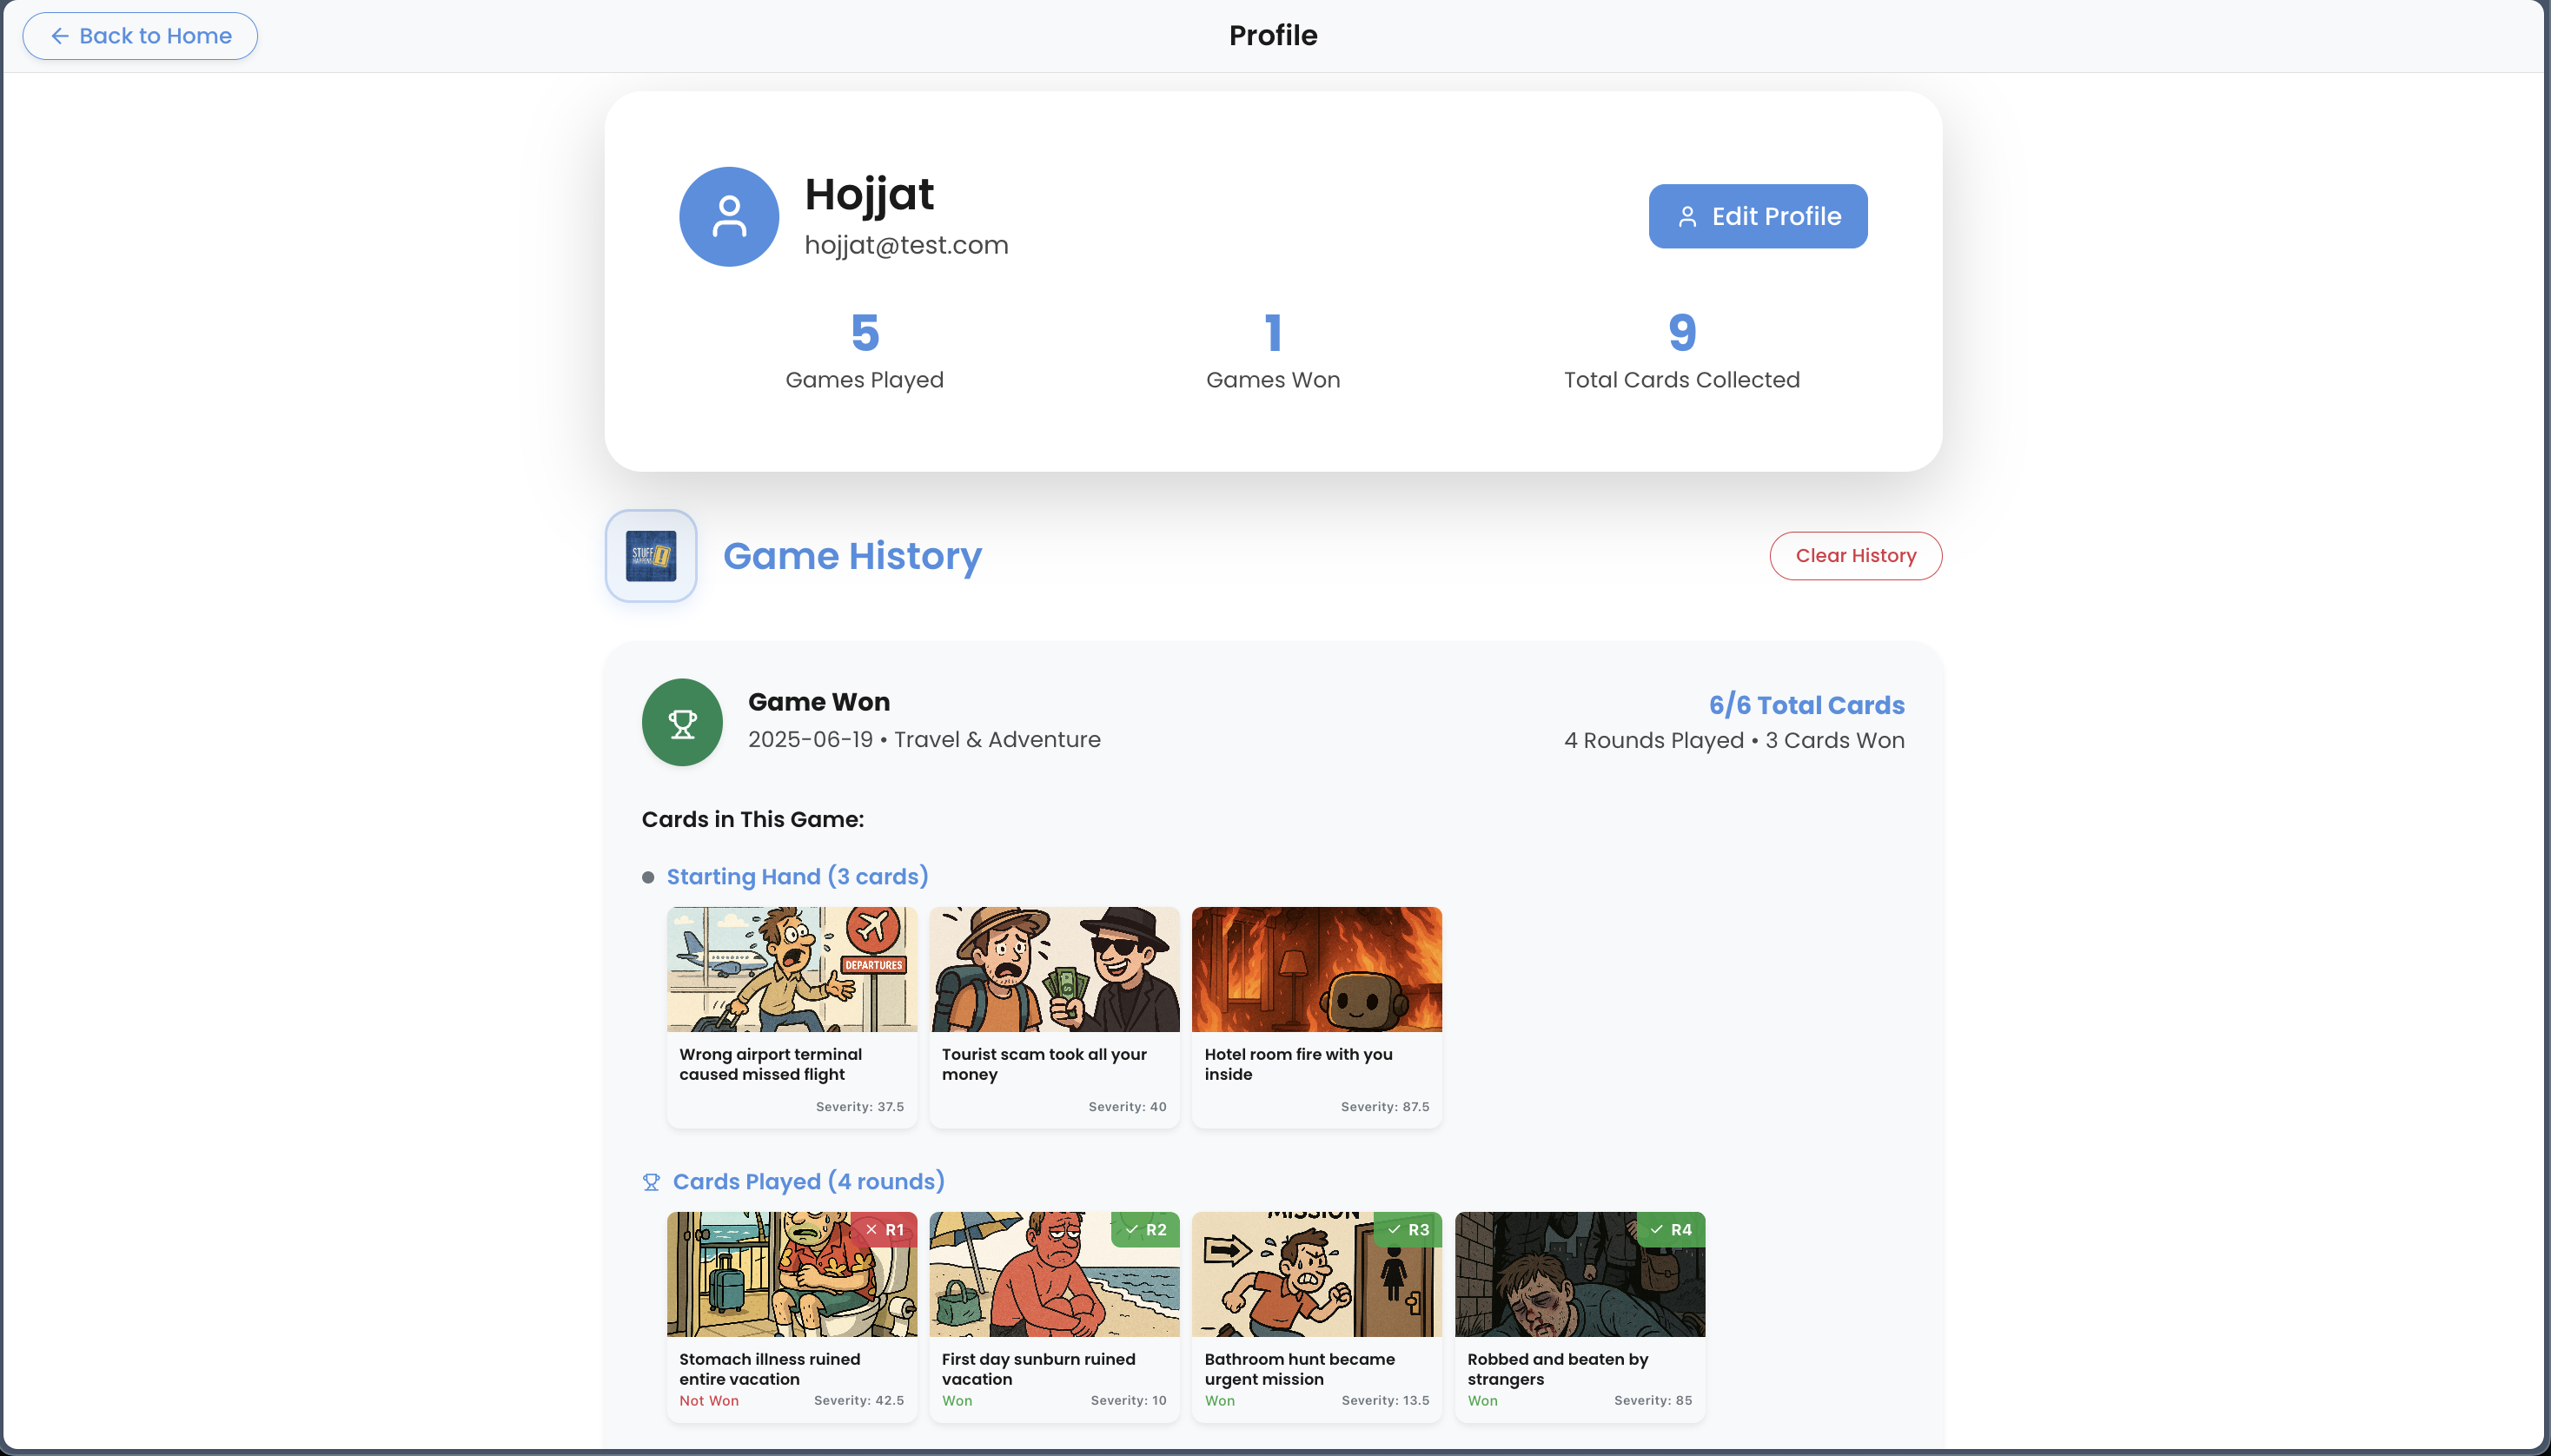 Back to Home
Profile
Hojjat
hojjat@test.com
Edit Profile
5
Games Played
1
Games Won
9
Total Cards Collected
STUFF
HAPPENS
Game History
Clear History
Game Won
2025-06-19 • Travel & Adventure
6/6 Total Cards
4 Rounds Played • 3 Cards Won
Cards in This Game:
Starting Hand (3 cards)
DEPARTURES
Wrong airport terminal
caused missed flight
Severity: 37.5
Tourist scam took all your
money
Severity: 40
Hotel room fire with you
inside
Severity: 87.5
Cards Played (4 rounds)
R1
Stomach illness ruined
entire vacation
Not Won
Severity: 42.5
R2
First day sunburn ruined
vacation
Won
Severity: 10
MISSION
R3
Bathroom hunt became
urgent mission
Won
Severity: 13.5
R4
Robbed and beaten by
strangers
Won
Severity: 85